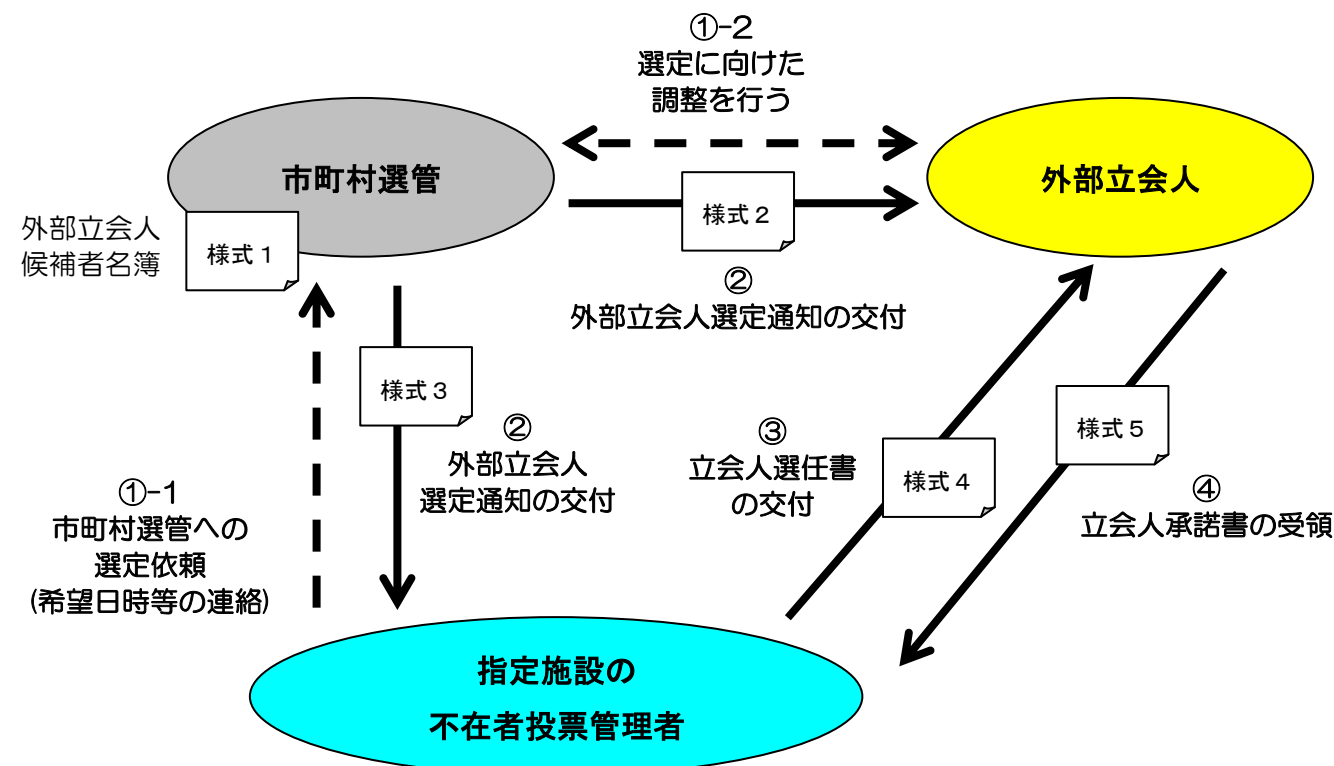 ①-2
選定に向けた
調整を行う
市町村選管
外部立会人
外部立会人
候補者名簿
様式1
様式2
②
外部立会人選定通知の交付
様式3
②
外部立会人
選定通知の交付
①-1
市町村選管への
選定依頼
(希望日時等の連絡)
③
立会人選任書
の交付
様式4
様式5
④
立会人承諾書の受領
指定施設の
不在者投票管理者